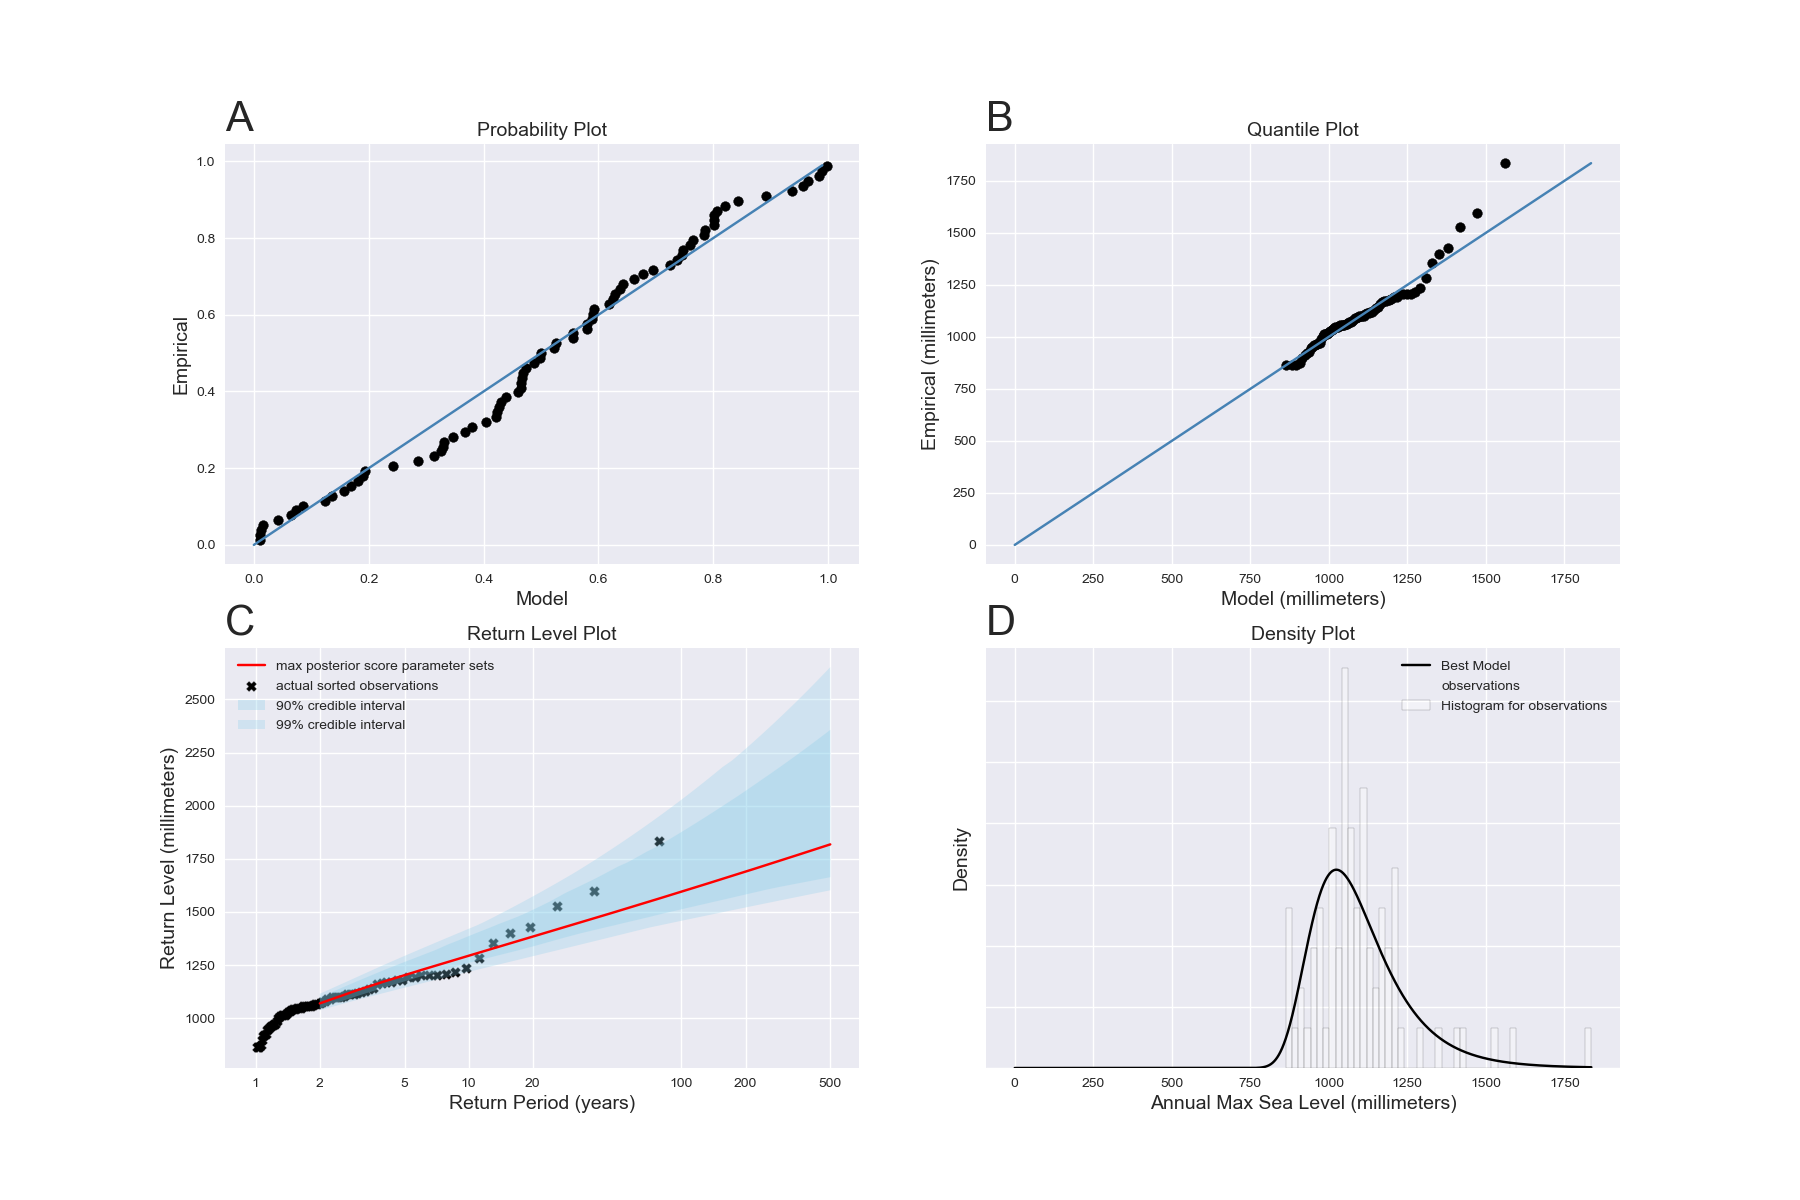 A
Probability Plot
1.0
0.8
0.6
0.4
0.2
0.0
Empirical
0.0 0.2 0.4 0.6 0.8 1.0
Model
B
Quantile Plot
1750
1500
1250
1000
750
500
250
0
Empirical (millimeters)
0 250 500 750 1000 1250 1500 1750
Model (millimeters)
C
Return Level Plot
max posterior score parameter sets
actual sorted observations
90% credible interval
99% credible interval
2500
2250
2000
1750
1500
1250
1000
Return Level (millimeters)
1 2 5 10 20 100 200 500
Return Period (years)
D
Density Plot
Best Model
observations
Histogram for observations
Density
0 250 500 750 1000 1250 1500 1750
Annual Max Sea Level (millimeters)